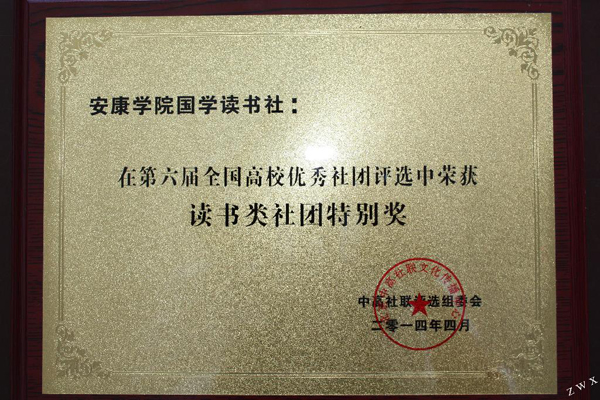 安康学院国学读书社：
在第六届全国高校优秀社团评选中荣获
读书类社团特别奖
中高社联评选组委会
二零一四年四月
zwx